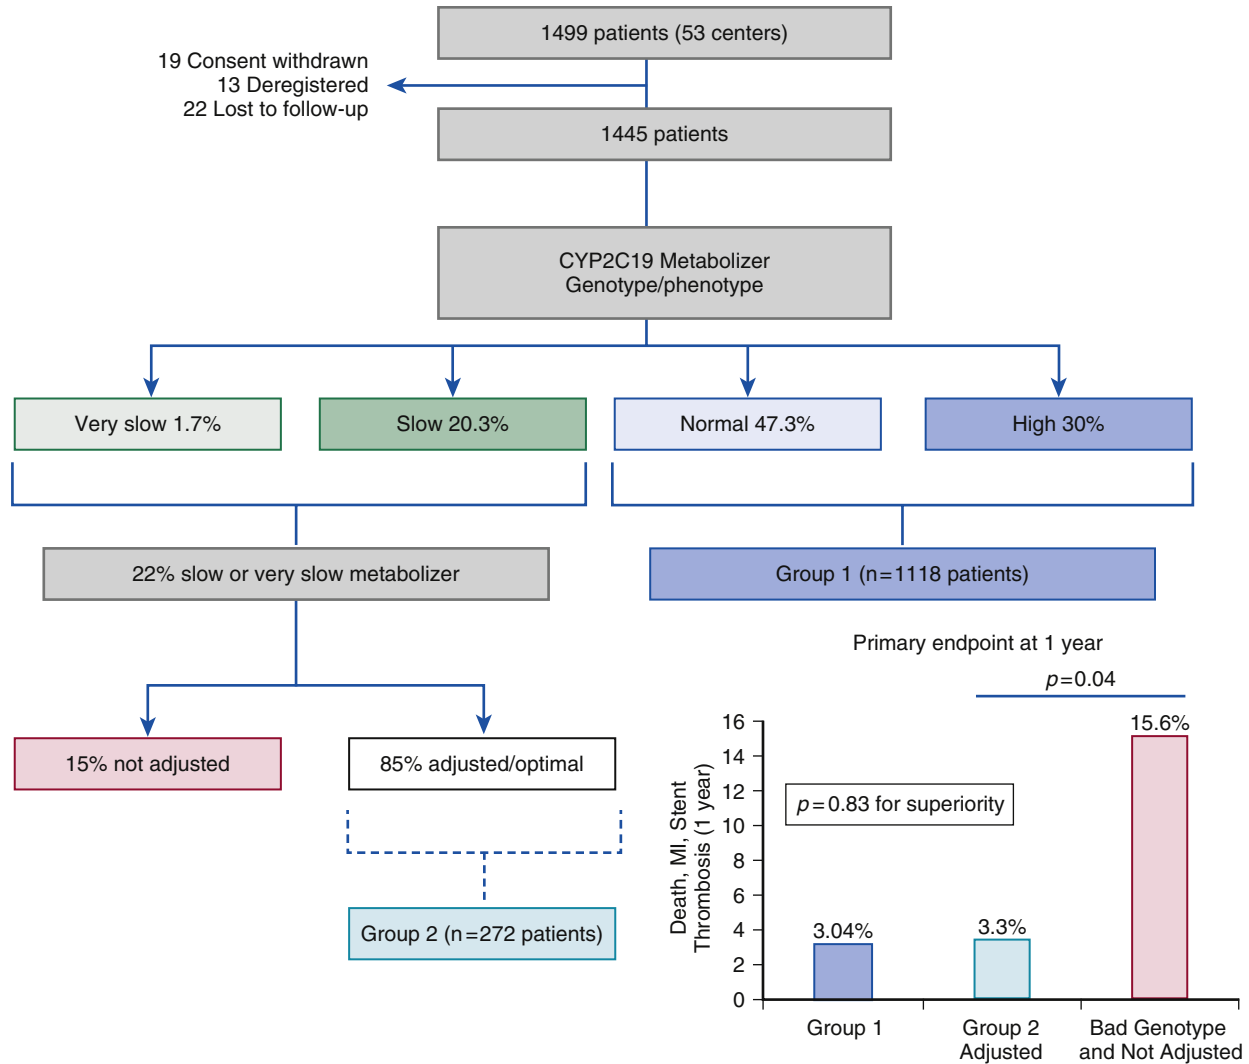 1499 patients (53 centers)
19 Consent withdrawn
13 Deregistered
22 Lost to follow-up
1445 patients
CYP2C19 Metabolizer
Genotype/phenotype
Very slow 1.7%
Slow 20.3%
Normal 47.3%
High 30%
22% slow or very slow metabolizer
Group 1 (n=1118 patients)
15% not adjusted
85% adjusted/optimal
Group 2 (n=272 patients)
Primary endpoint at 1 year
p=0.04
15.6%
p=0.83 for superiority
3.04%
3.3%
Death, MI, Stent
Thrombosis (1 year)
16
14
12
10
8
6
4
2
0
Group 1
Group 2
Adjusted
Bad Genotype
and Not Adjusted